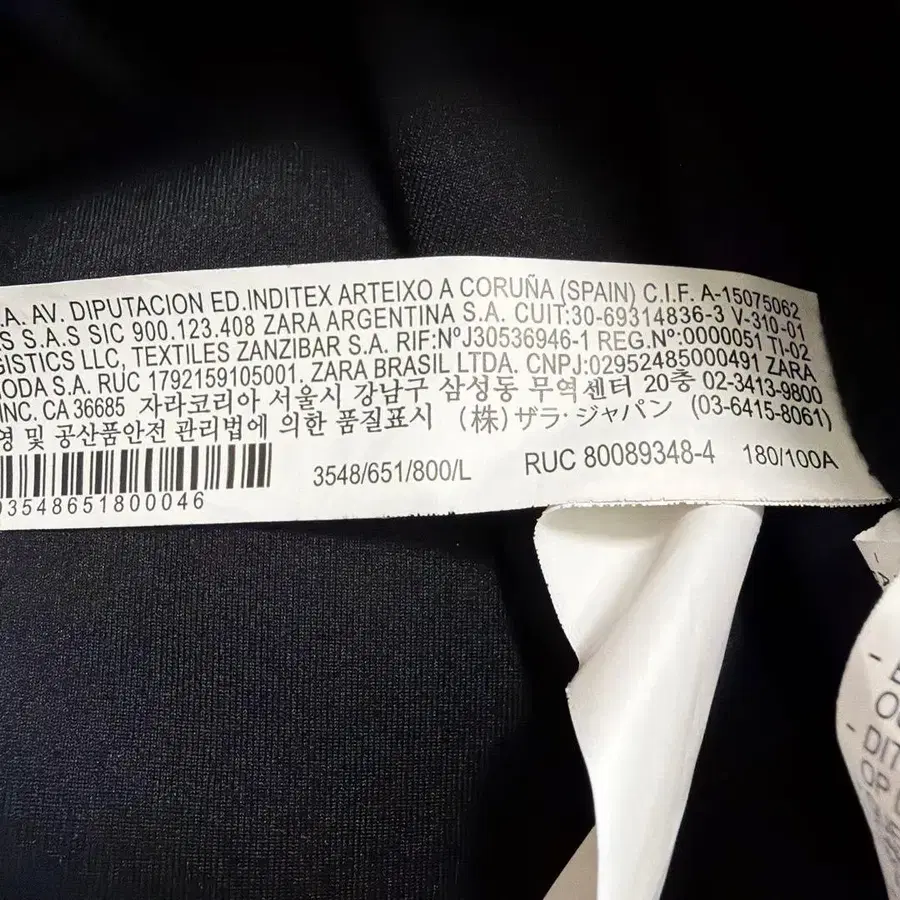 .A. AV. DIPUTACION ED.INDITEX ARTEIXO A CORUÑA (SPAIN) C.I.F. A-15075062
S S.A.S SIC 900.123.408 ZARA ARGENTINA S.A. CUIT:30-69314836-3 V-310-01
GISTICS LLC, TEXTILES ZANZIBAR S.A. RIF:NºJ30536946-1 REG.Nº:0000051 TI-02
ODA S.A. RUC 1792159105001, ZARA BRASIL LTDA. CNPJ:02952485000491 ZARA
INC. CA 36685 자라코리아 서울시 강남구 삼성동 무역센터 20층 02-3413-9800
영 및 공산품안전 관리법에 의한 품질표시 (株) ザラ・ジャパン (03-6415-8061)
03548651800046 3548/651/800/L RUC 80089348-4 180/100A
- DIT
OP